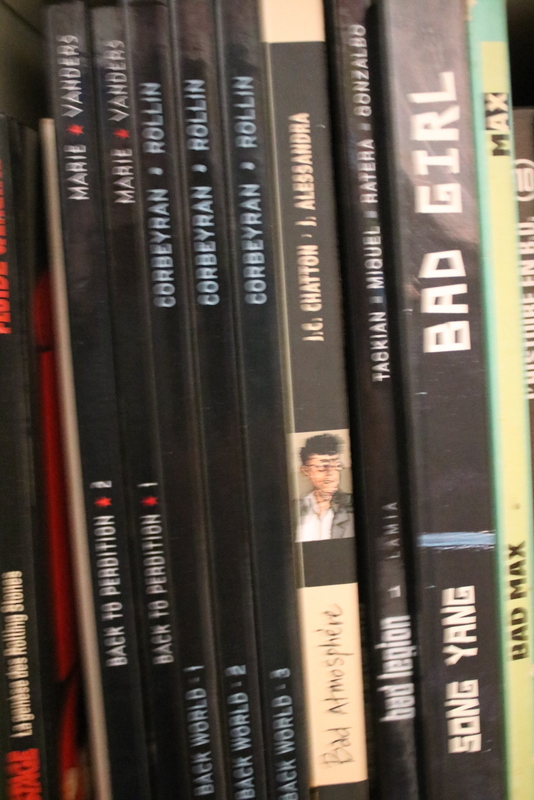 La genèse des Rolling Stones
MARIE ★ VANDERS
BACK TO PERDITION ★ 2
MARIE ★ VANDERS
BACK TO PERDITION ★ 1
CORBEYRAN ROLLIN
BACK WORLD 1
CORBEYRAN ROLLIN
BACK WORLD 2
CORBEYRAN ROLLIN
BACK WORLD 3
J.C. CHATTON J. ALESSANDRA
Bad Atmosphère
TACKIAN MIQUEL RATERA GONZALBO
LAMIA
bad legion 1
BAD GIRL
SONG YANG
MAX
BAD MAX